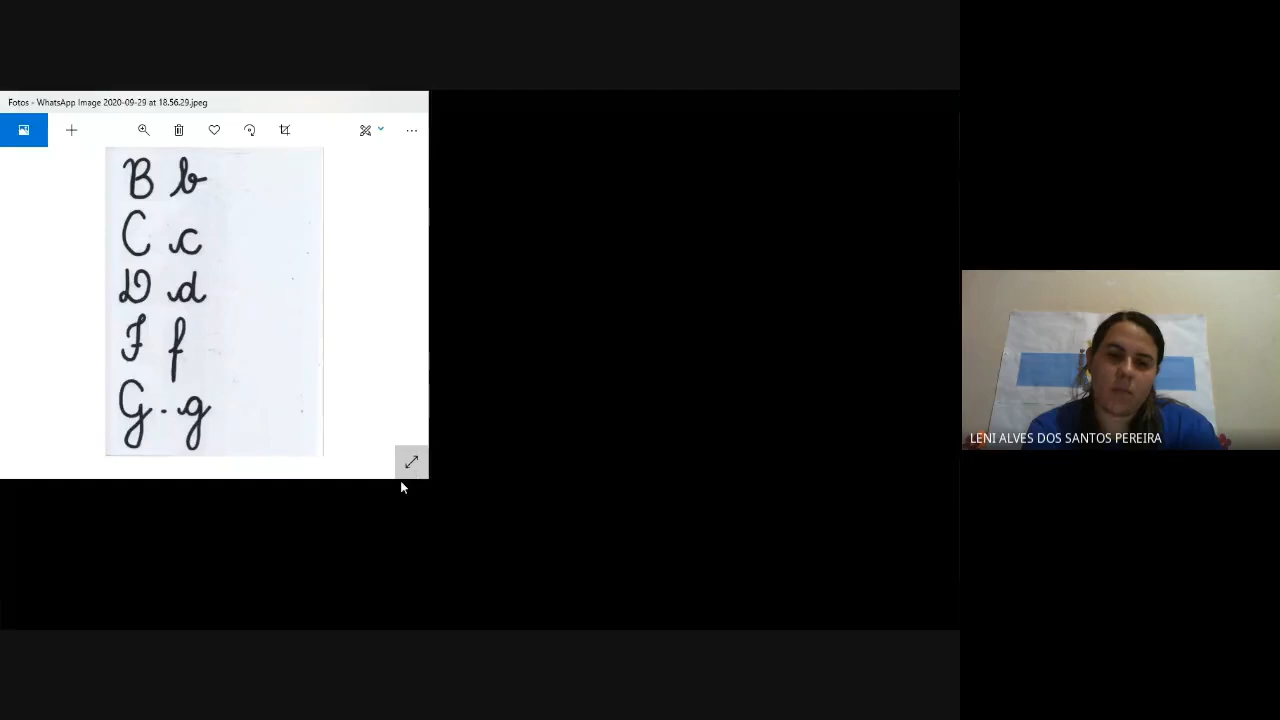 Fotos - WhatsApp Image 2020-09-29 at 18.56.29.jpeg
B b
C c
D d
F f
G . g
LENI ALVES DOS SANTOS PEREIRA